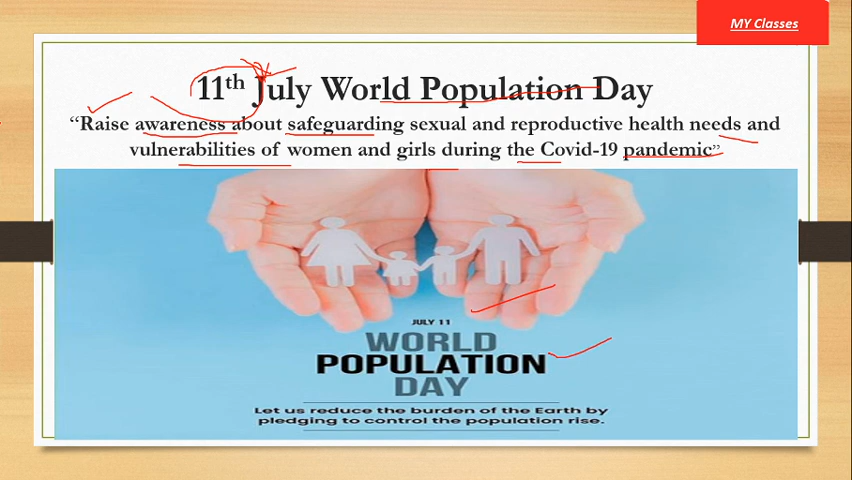 MY Classes
11th July World Population Day
“Raise awareness about safeguarding sexual and reproductive health needs and
vulnerabilities of women and girls during the Covid-19 pandemic”
JULY 11
WORLD
POPULATION
DAY
Let us reduce the burden of the Earth by
pledging to control the population rise.